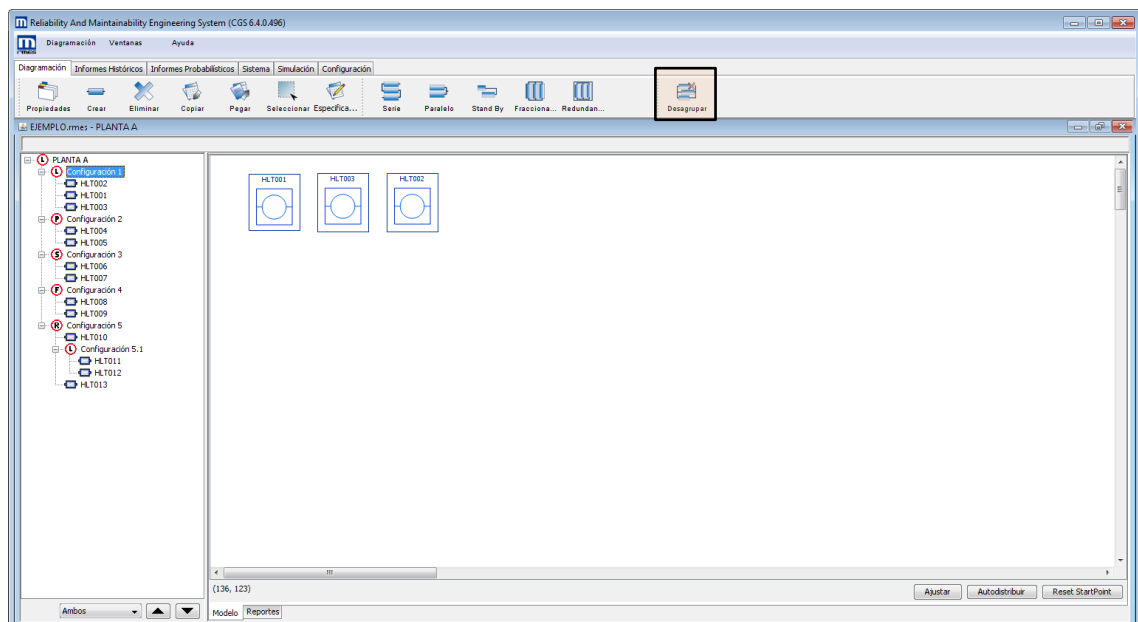 Reliability And Maintainability Engineering System (CGS 6.4.0.496)
Diagramación Ventanas Ayuda
Diagramación Informes Históricos Informes Probabilísticos Sistema Simulación Configuración
Propiedades Crear Eliminar Copiar Pegar Seleccionar Especifica... Serie Paralelo Stand By Fracciona... Redundan... Desagrupar
EJEMPLO.rmes - PLANTA A
L PLANTA A
L Configuración 1
HLT002
HLT001
HLT003
P Configuración 2
HLT004
HLT005
S Configuración 3
HLT006
HLT007
F Configuración 4
HLT008
HLT009
R Configuración 5
HLT010
L Configuración 5.1
HLT011
HLT012
HLT013
HLT001 HLT003 HLT002
(136, 123)
Ajustar Autodistribuir Reset StartPoint
Ambos
Modelo Reportes